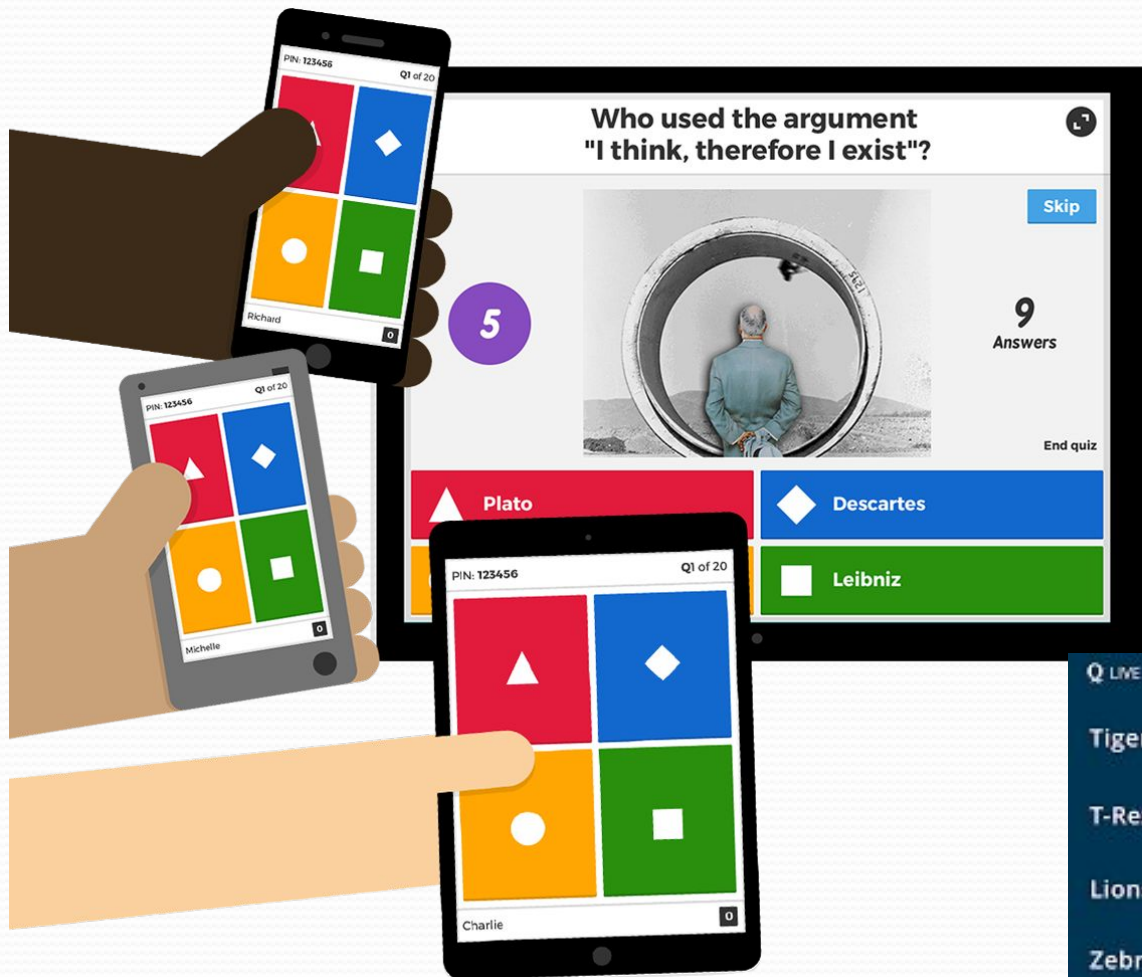 PIN: 123456 Q1 of 20
Richard 0
Who used the argument
"I think, therefore I exist"?
Skip
5
9
Answers
End quiz
Plato
Descartes
Leibniz
PIN: 123456 Q1 of 20
Michelle 0
PIN: 123456 Q1 of 20
Charlie 0
Q LIVE